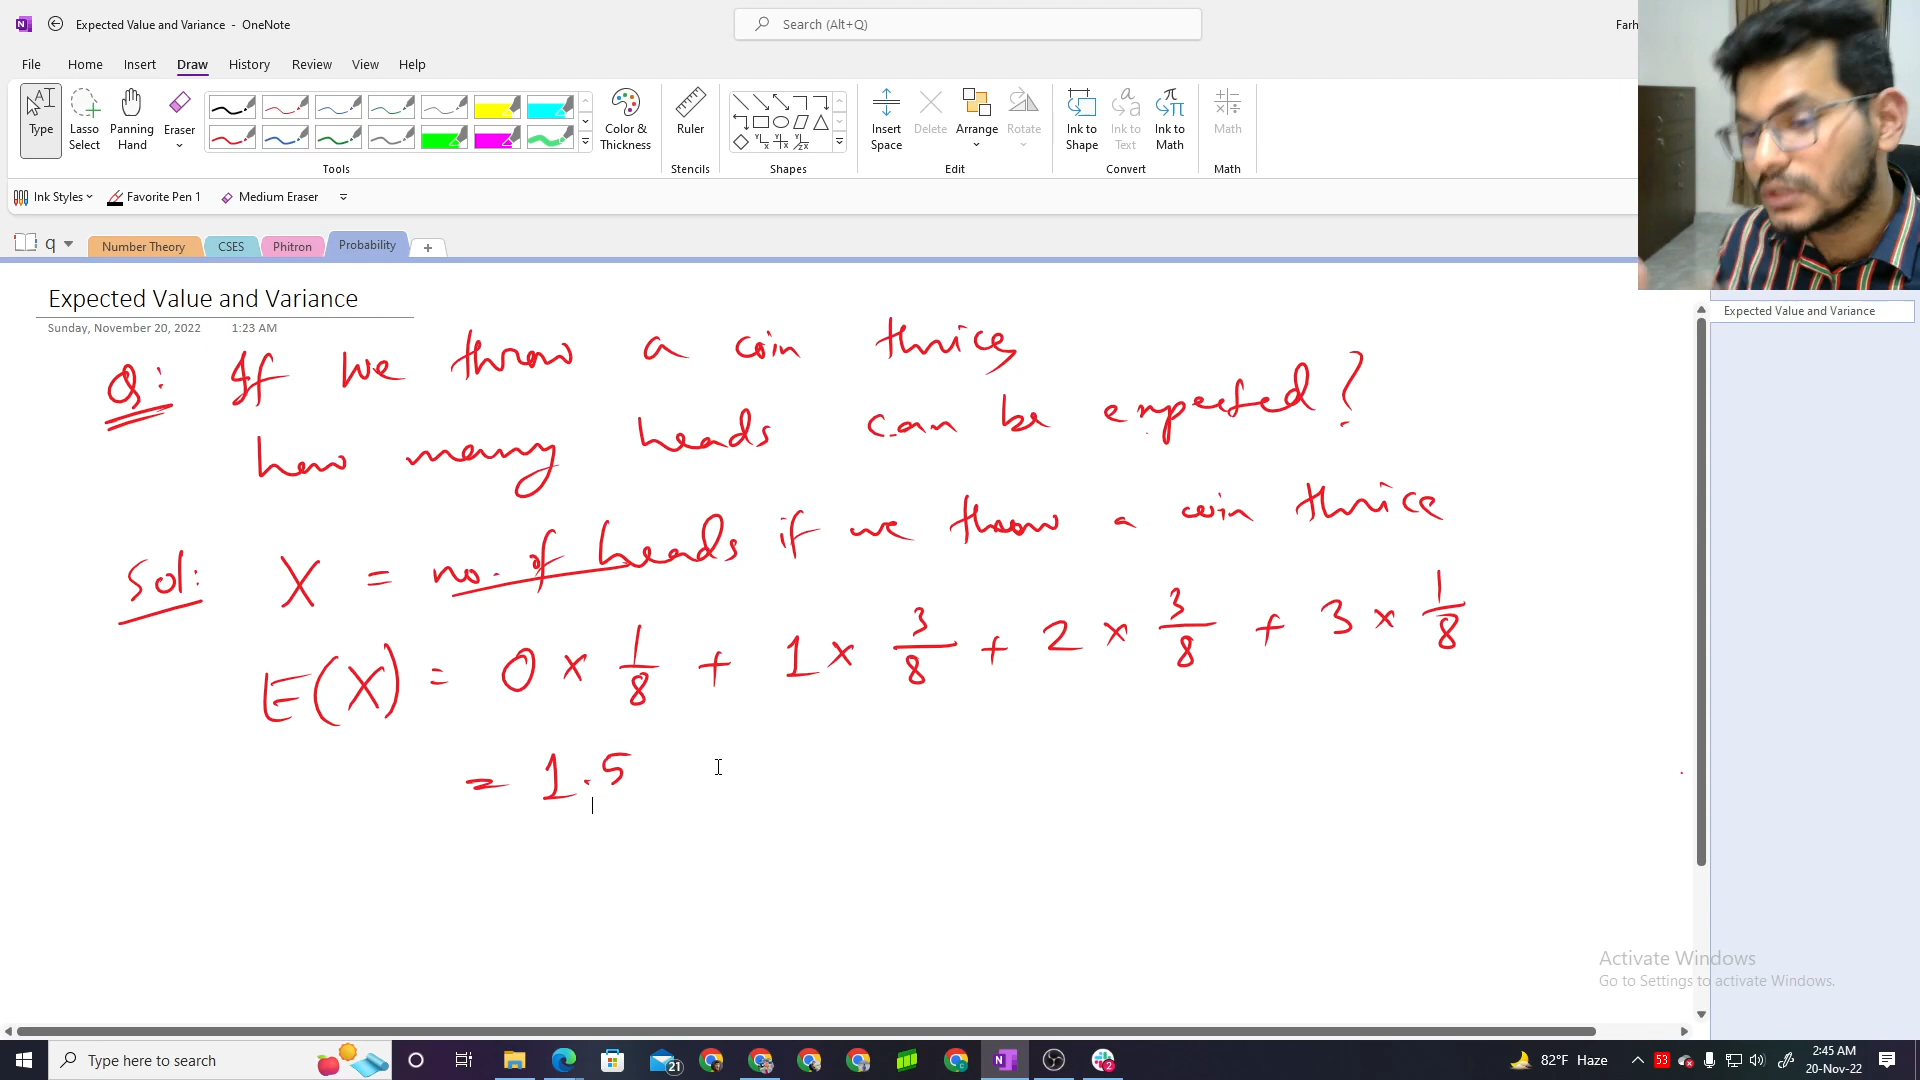 Expected Value and Variance - OneNote
Search (Alt+Q)
Farh
File Home Insert Draw History Review View Help
Type
Lasso Select
Panning Hand
Eraser
Color & Thickness
Ruler
Insert Space
Delete
Arrange
Rotate
Ink to Shape
Ink to Text
Ink to Math
Math
Tools Stencils Shapes Edit Convert Math
Ink Styles Favorite Pen 1 Medium Eraser
q Number Theory CSES Phitron Probability +
Expected Value and Variance
Expected Value and Variance
Sunday, November 20, 2022 1:23 AM
Q: If we throw a coin thrice,
how many heads can be expected?
Sol: X = no. of heads if we throw a coin thrice
E(X) = 0 × 1/8 + 1 × 3/8 + 2 × 3/8 + 3 × 1/8
= 1.5
Activate Windows
Go to Settings to activate Windows.
Type here to search
21
2
82°F Haze
53
2:45 AM
20-Nov-22